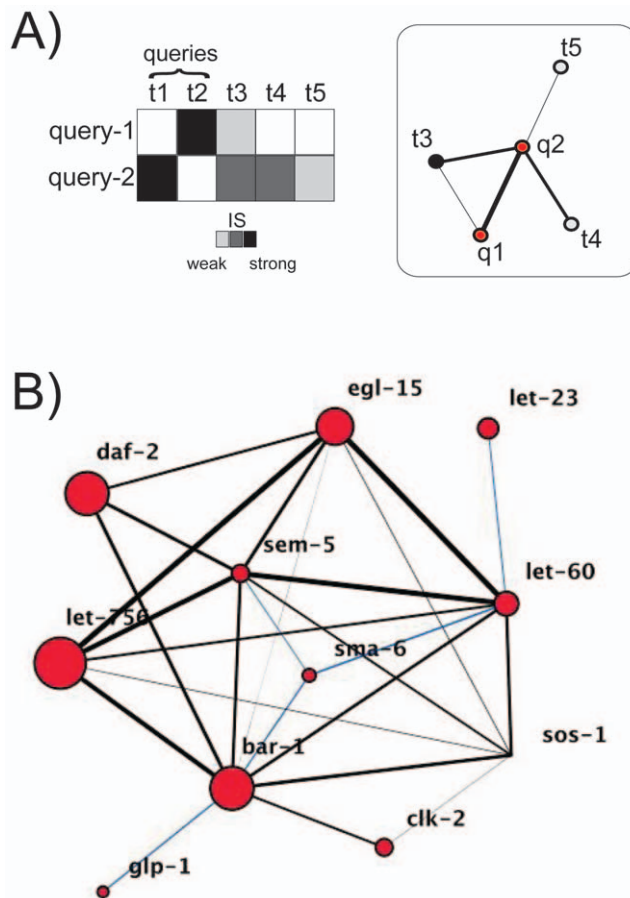 A)
queries
t1 t2 t3 t4 t5
query-1
query-2
IS
weak strong
t5
t3
q2
q1
t4
B)
egl-15
let-23
daf-2
sem-5
let-60
let-756
sma-6
bar-1
sos-1
clk-2
glp-1